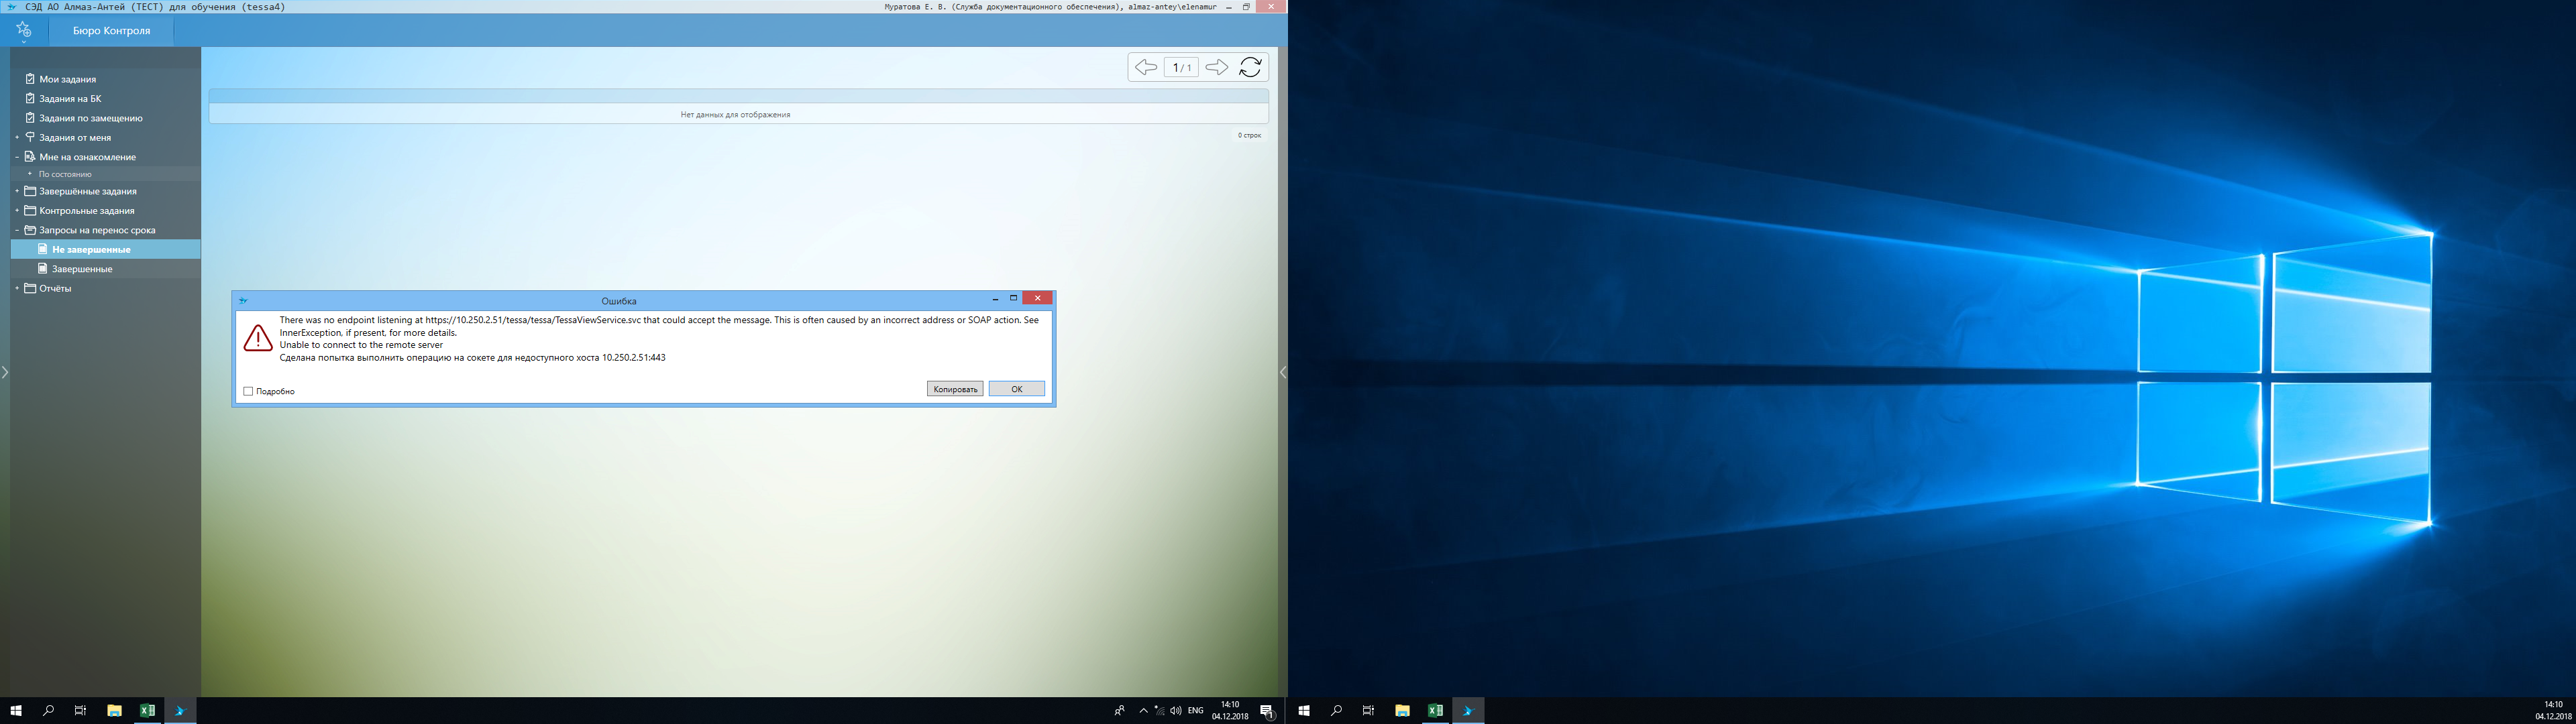 СЭД АО Алмаз-Антей (ТЕСТ) для обучения (tessa4)
Муратова Е. В. (Служба документационного обеспечения), almaz-antey\elenamur
Бюро Контроля
1 / 1
Мои задания
Задания на БК
Задания по замещению
Задания от меня
Мне на ознакомление
По состоянию
Завершённые задания
Контрольные задания
Запросы на перенос срока
Не завершенные
Завершенные
Отчёты
Нет данных для отображения
0 строк
Ошибка
There was no endpoint listening at https://10.250.2.51/tessa/tessa/TessaViewService.svc that could accept the message. This is often caused by an incorrect address or SOAP action. See
InnerException, if present, for more details.
Unable to connect to the remote server
Сделана попытка выполнить операцию на сокете для недоступного хоста 10.250.2.51:443
Подробно
Копировать
OK
ENG
14:10
04.12.2018
1
14:10
04.12.2018